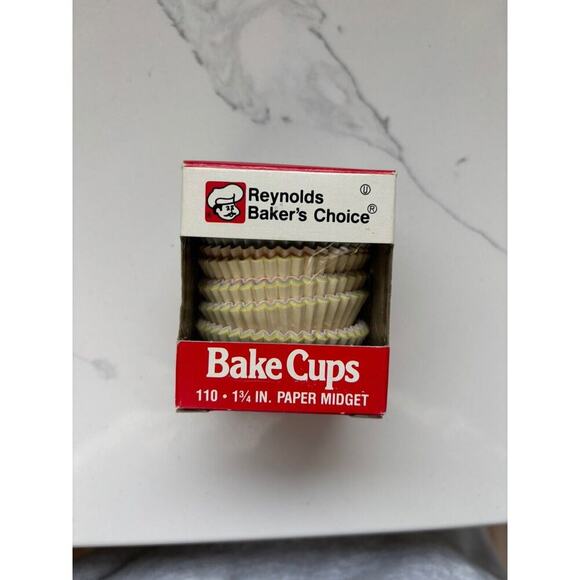 Reynolds
Baker's Choice®
Ⓤ
Bake Cups
110 • 1¾ IN. PAPER MIDGET